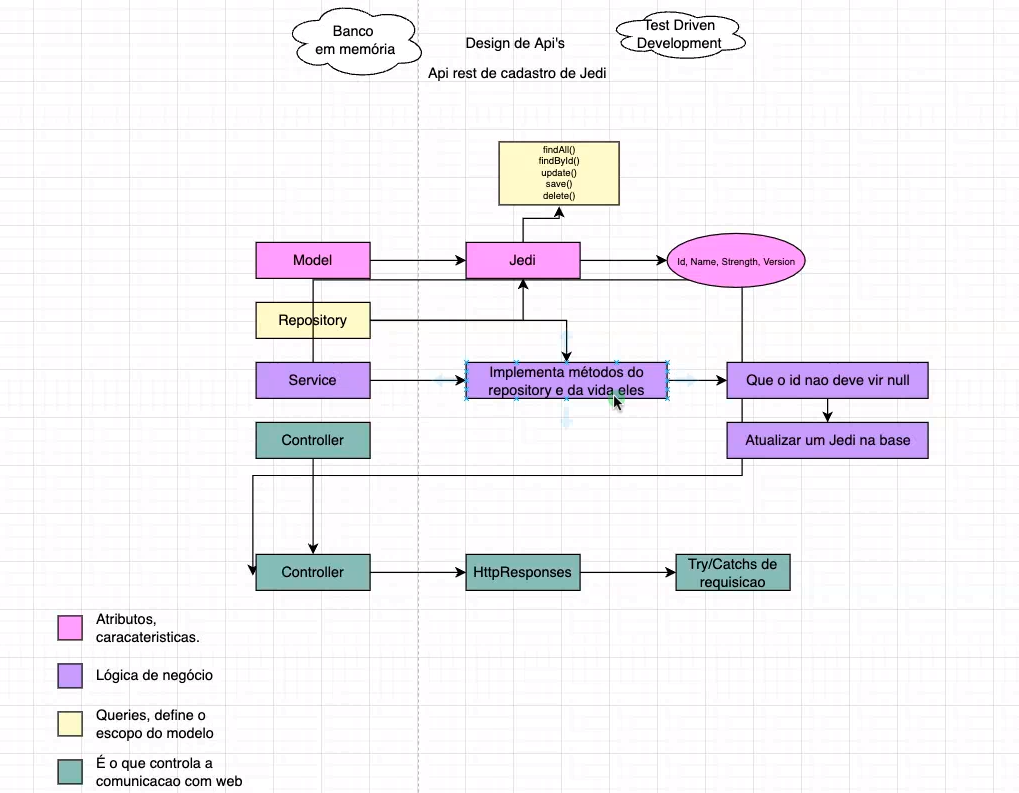 Banco
em memória
Design de Api's
Test Driven
Development
Api rest de cadastro de Jedi
findAll()
findById()
update()
save()
delete()
Model
Jedi
Id, Name, Strength, Version
Repository
Service
Implementa métodos do
repository e da vida eles
Que o id nao deve vir null
Controller
Atualizar um Jedi na base
Controller
HttpResponses
Try/Catchs de
requisicao
Atributos,
caracateristicas.
Lógica de negócio
Queries, define o
escopo do modelo
É o que controla a
comunicacao com web